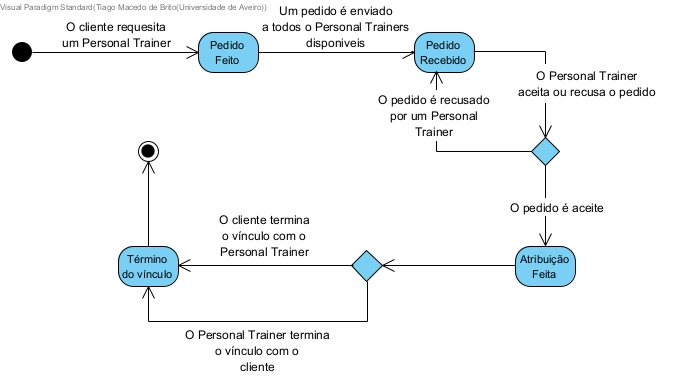 Visual Paradigm Standard(Tiago Macedo de Brito(Universidade de Aveiro))
O cliente requesita
um Personal Trainer
Pedido
Feito
Um pedido é enviado
a todos o Personal Trainers
disponiveis
Pedido
Recebido
O Personal Trainer
aceita ou recusa o pedido
O pedido é recusado
por um Personal
Trainer
O pedido é aceite
Atribuição
Feita
O cliente termina
o vínculo com o
Personal Trainer
Término
do vínculo
O Personal Trainer termina
o vínculo com o
cliente